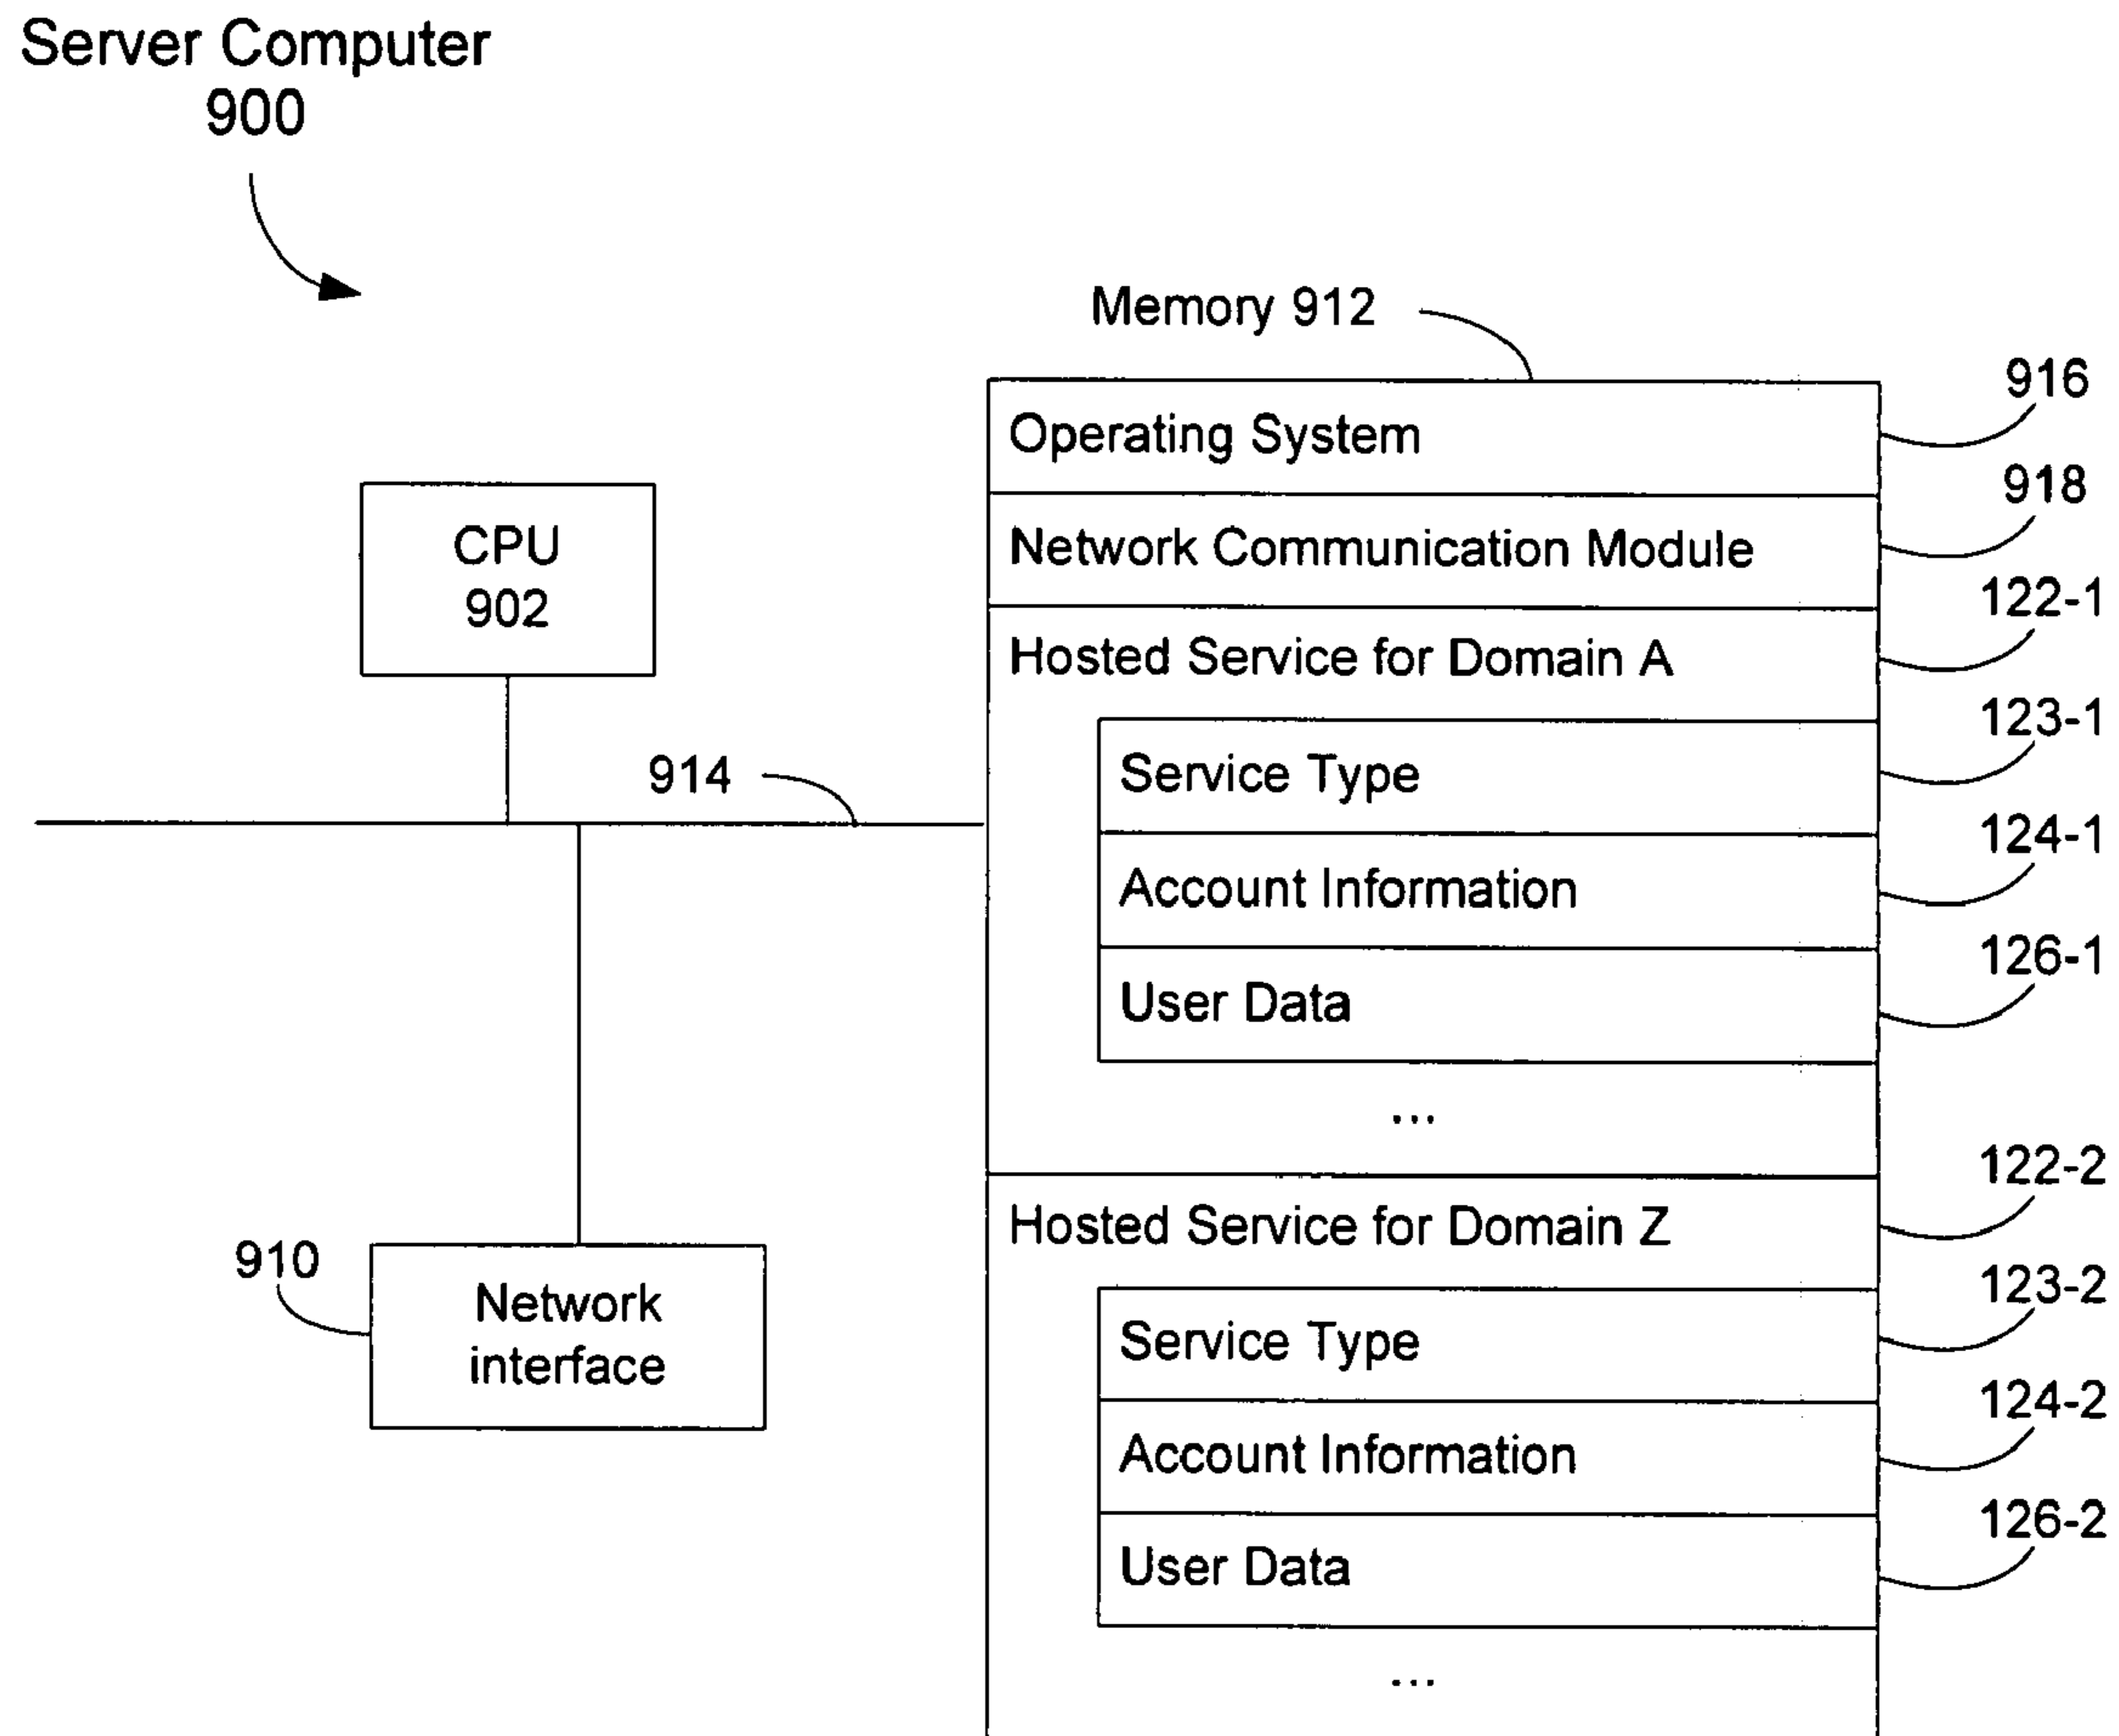 Server Computer
900
Memory 912
916
Operating System
918
CPU
902
Network Communication Module
122-1
Hosted Service for Domain A
123-1
914
Service Type
124-1
Account Information
126-1
User Data
...
122-2
Hosted Service for Domain Z
910
Network
interface
123-2
Service Type
124-2
Account Information
126-2
User Data
...